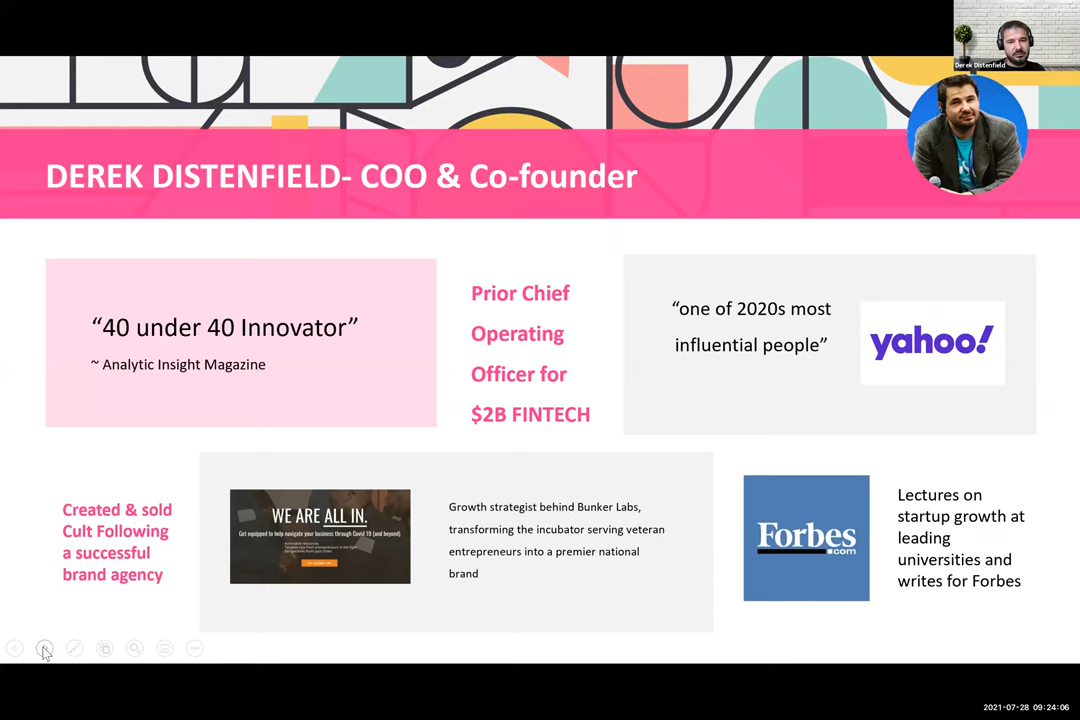 Derek Distenfield
DEREK DISTENFIELD- COO & Co-founder
“40 under 40 Innovator”
~ Analytic Insight Magazine
Prior Chief
Operating
Officer for
$2B FINTECH
“one of 2020s most
influential people”
yahoo!
Created & sold
Cult Following
a successful
brand agency
WE ARE ALL IN.
Get equipped to help navigate your business through Covid 19 (and beyond)
Growth strategist behind Bunker Labs,
transforming the incubator serving veteran
entrepreneurs into a premier national
brand
Forbes
.com
Lectures on
startup growth at
leading
universities and
writes for Forbes
2021-07-28 09:24:06